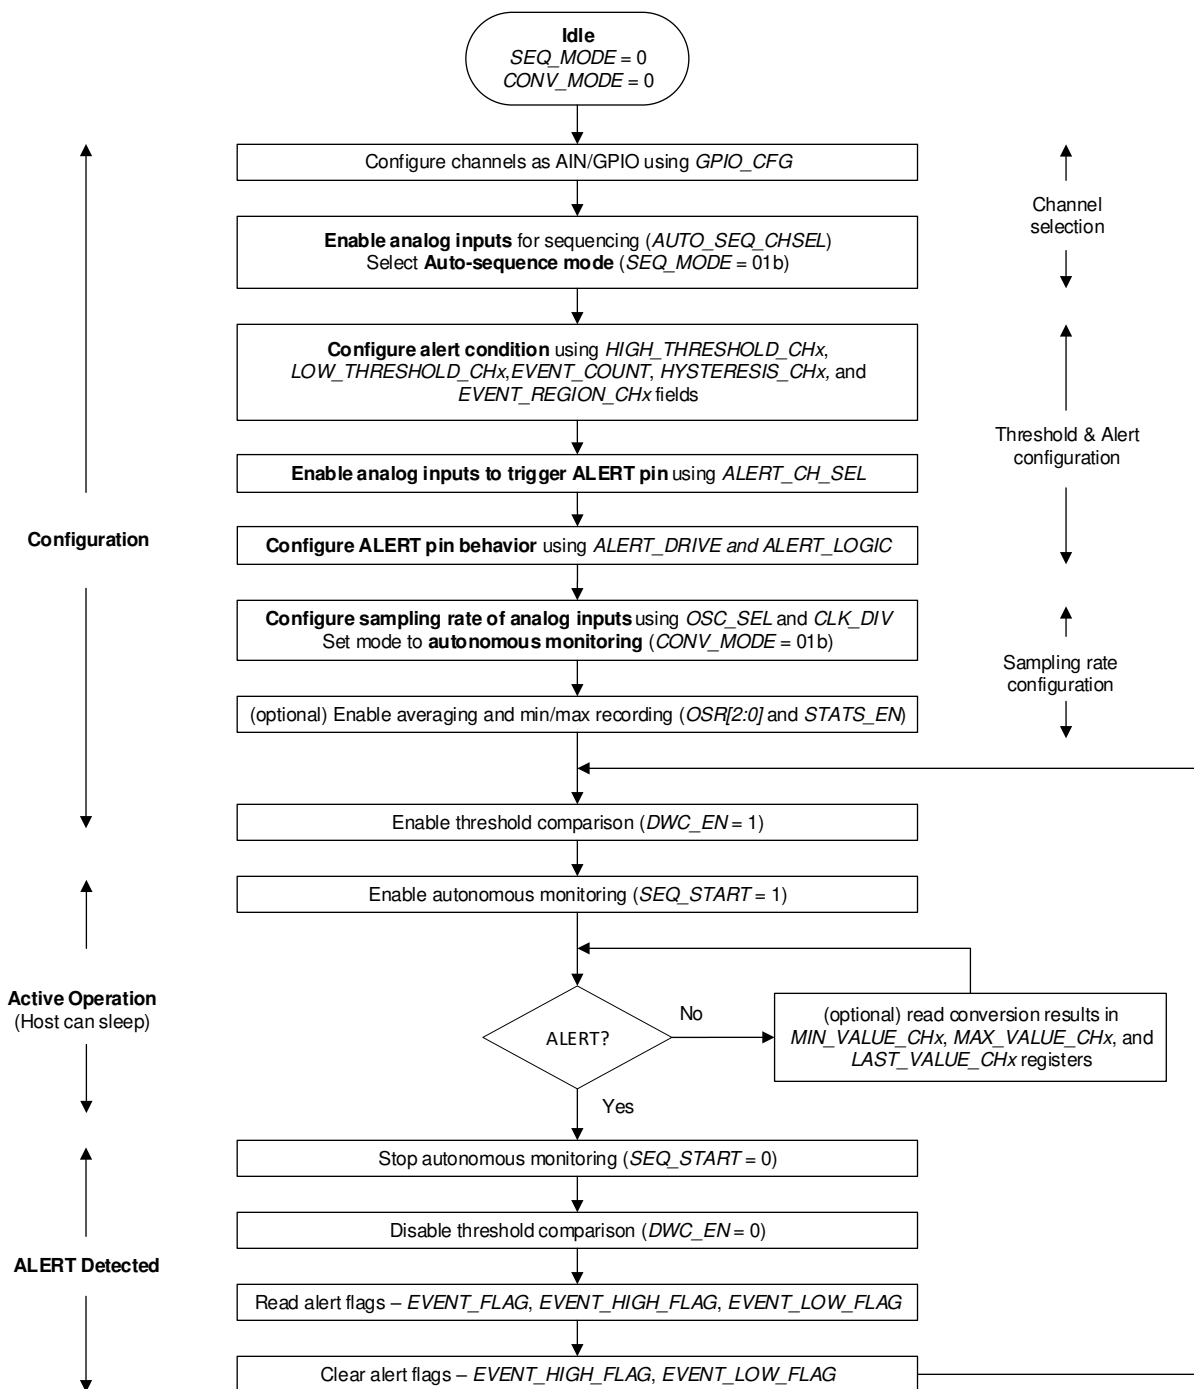 Idle
SEQ_MODE = 0
CONV_MODE = 0
Configure channels as AIN/GPIO using GPIO_CFG
Channel
selection
Enable analog inputs for sequencing (AUTO_SEQ_CHSEL)
Select Auto-sequence mode (SEQ_MODE = 01b)
Configure alert condition using HIGH_THRESHOLD_CHx,
LOW_THRESHOLD_CHx,EVENT_COUNT, HYSTERESIS_CHx, and
EVENT_REGION_CHx fields
Threshold & Alert
configuration
Enable analog inputs to trigger ALERT pin using ALERT_CH_SEL
Configuration
Configure ALERT pin behavior using ALERT_DRIVE and ALERT_LOGIC
Configure sampling rate of analog inputs using OSC_SEL and CLK_DIV
Set mode to autonomous monitoring (CONV_MODE = 01b)
Sampling rate
configuration
(optional) Enable averaging and min/max recording (OSR[2:0] and STATS_EN)
Enable threshold comparison (DWC_EN = 1)
Enable autonomous monitoring (SEQ_START = 1)
Active Operation
(Host can sleep)
ALERT?
No
(optional) read conversion results in
MIN_VALUE_CHx, MAX_VALUE_CHx, and
LAST_VALUE_CHx registers
Yes
Stop autonomous monitoring (SEQ_START = 0)
Disable threshold comparison (DWC_EN = 0)
ALERT Detected
Read alert flags – EVENT_FLAG, EVENT_HIGH_FLAG, EVENT_LOW_FLAG
Clear alert flags – EVENT_HIGH_FLAG, EVENT_LOW_FLAG